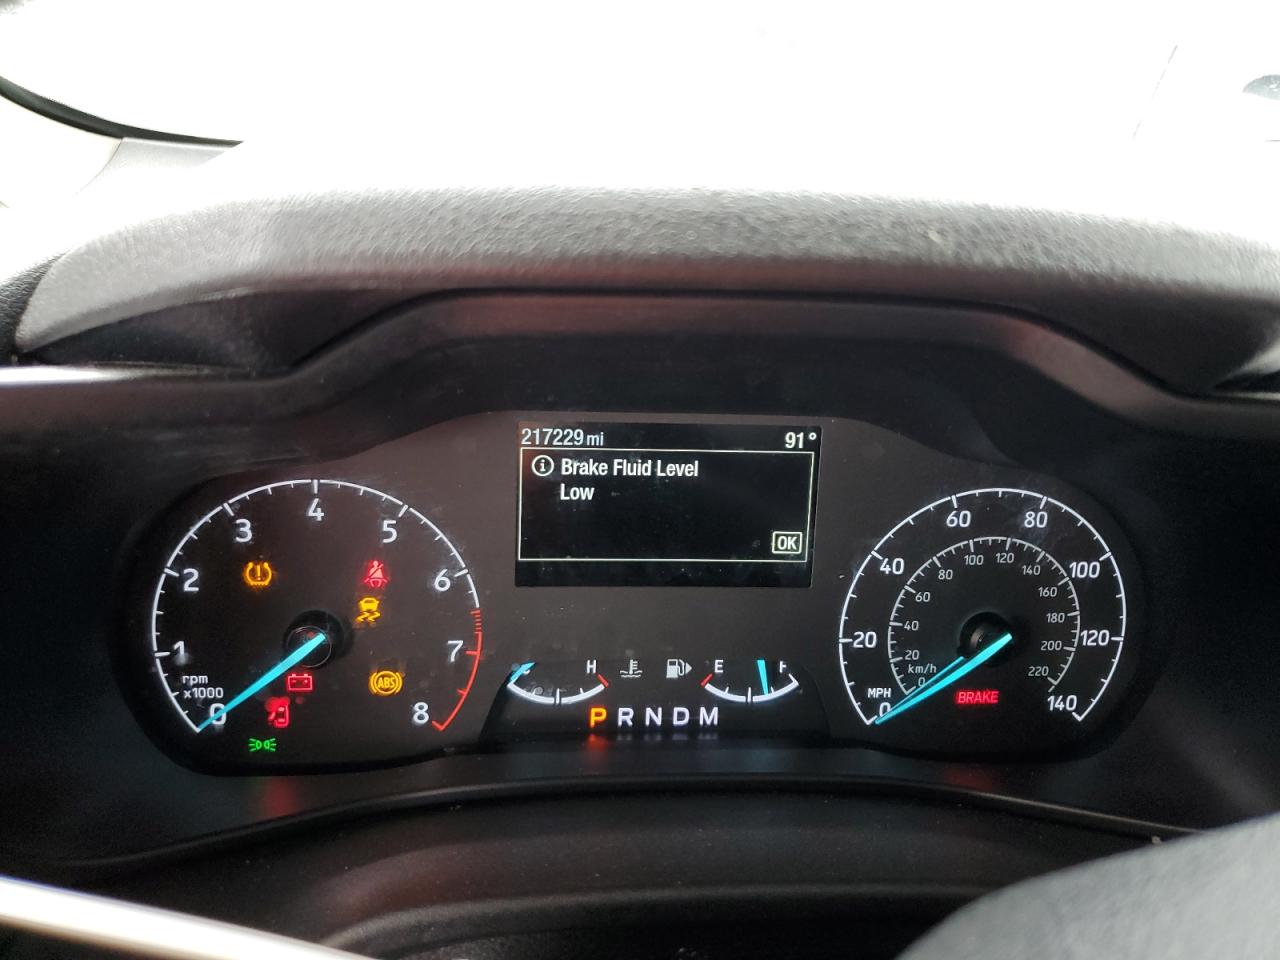 217229 mi 91°
Brake Fluid Level
Low
OK
0 1 2 3 4 5 6 7 8
rpm
x1000
ABS
H
E F
P R N D M
0 20 40 60 80 100 120 140
MPH
0 20 40 60 80 100 120 140 160 180 200 220
km/h
BRAKE